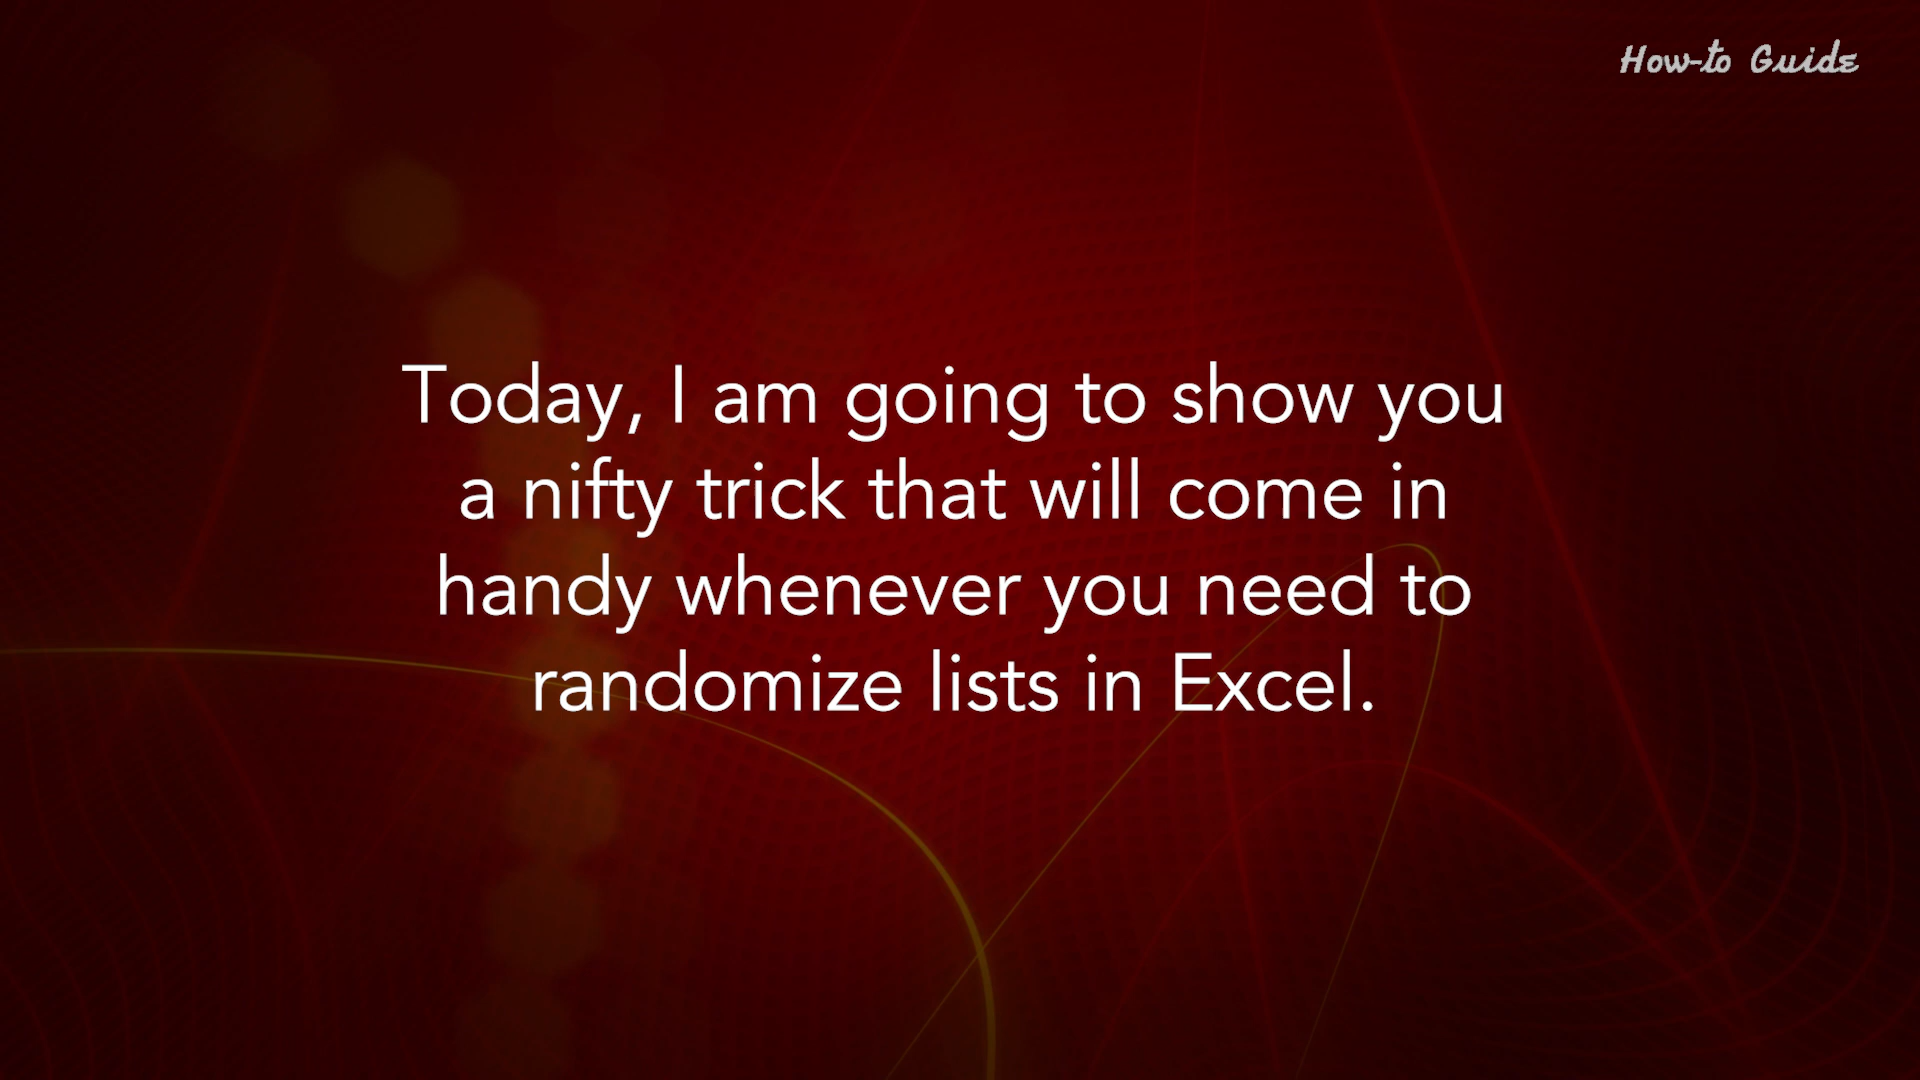 How-to Guide
Today, I am going to show you
a nifty trick that will come in
handy whenever you need to
randomize lists in Excel.